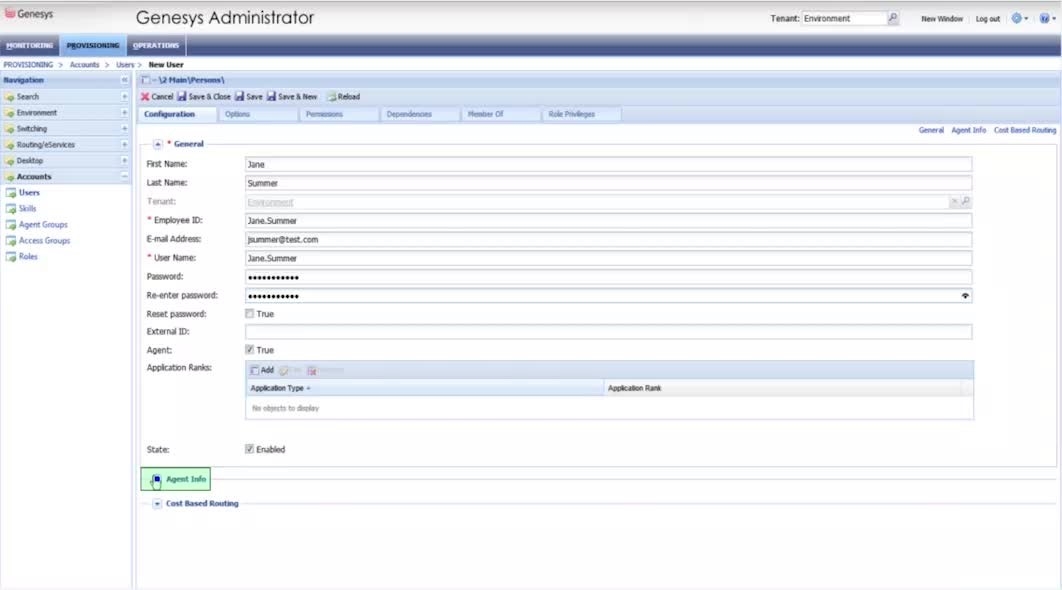 Genesys
Genesys Administrator
Tenant: Environment
New Window Log out
MONITORING PROVISIONING OPERATIONS
PROVISIONING > Accounts > Users > New User
Navigation
Search
Environment
Switching
Routing/eServices
Desktop
Accounts
Users
Skills
Agent Groups
Access Groups
Roles
\2 Main\Persons\
Cancel Save & Close Save Save & New Reload
Configuration Options Permissions Dependencies Member Of Role Privileges
General Agent Info Cost Based Routing
* General
First Name: Jane
Last Name: Summer
Tenant: Environment
* Employee ID: Jane.Summer
E-mail Address: jsummer@test.com
* User Name: Jane.Summer
Password: •••••••••••
Re-enter password: •••••••••••
Reset password: True
External ID:
Agent: True
Application Ranks: Add
Application Type Application Rank
No objects to display
State: Enabled
Agent Info
Cost Based Routing